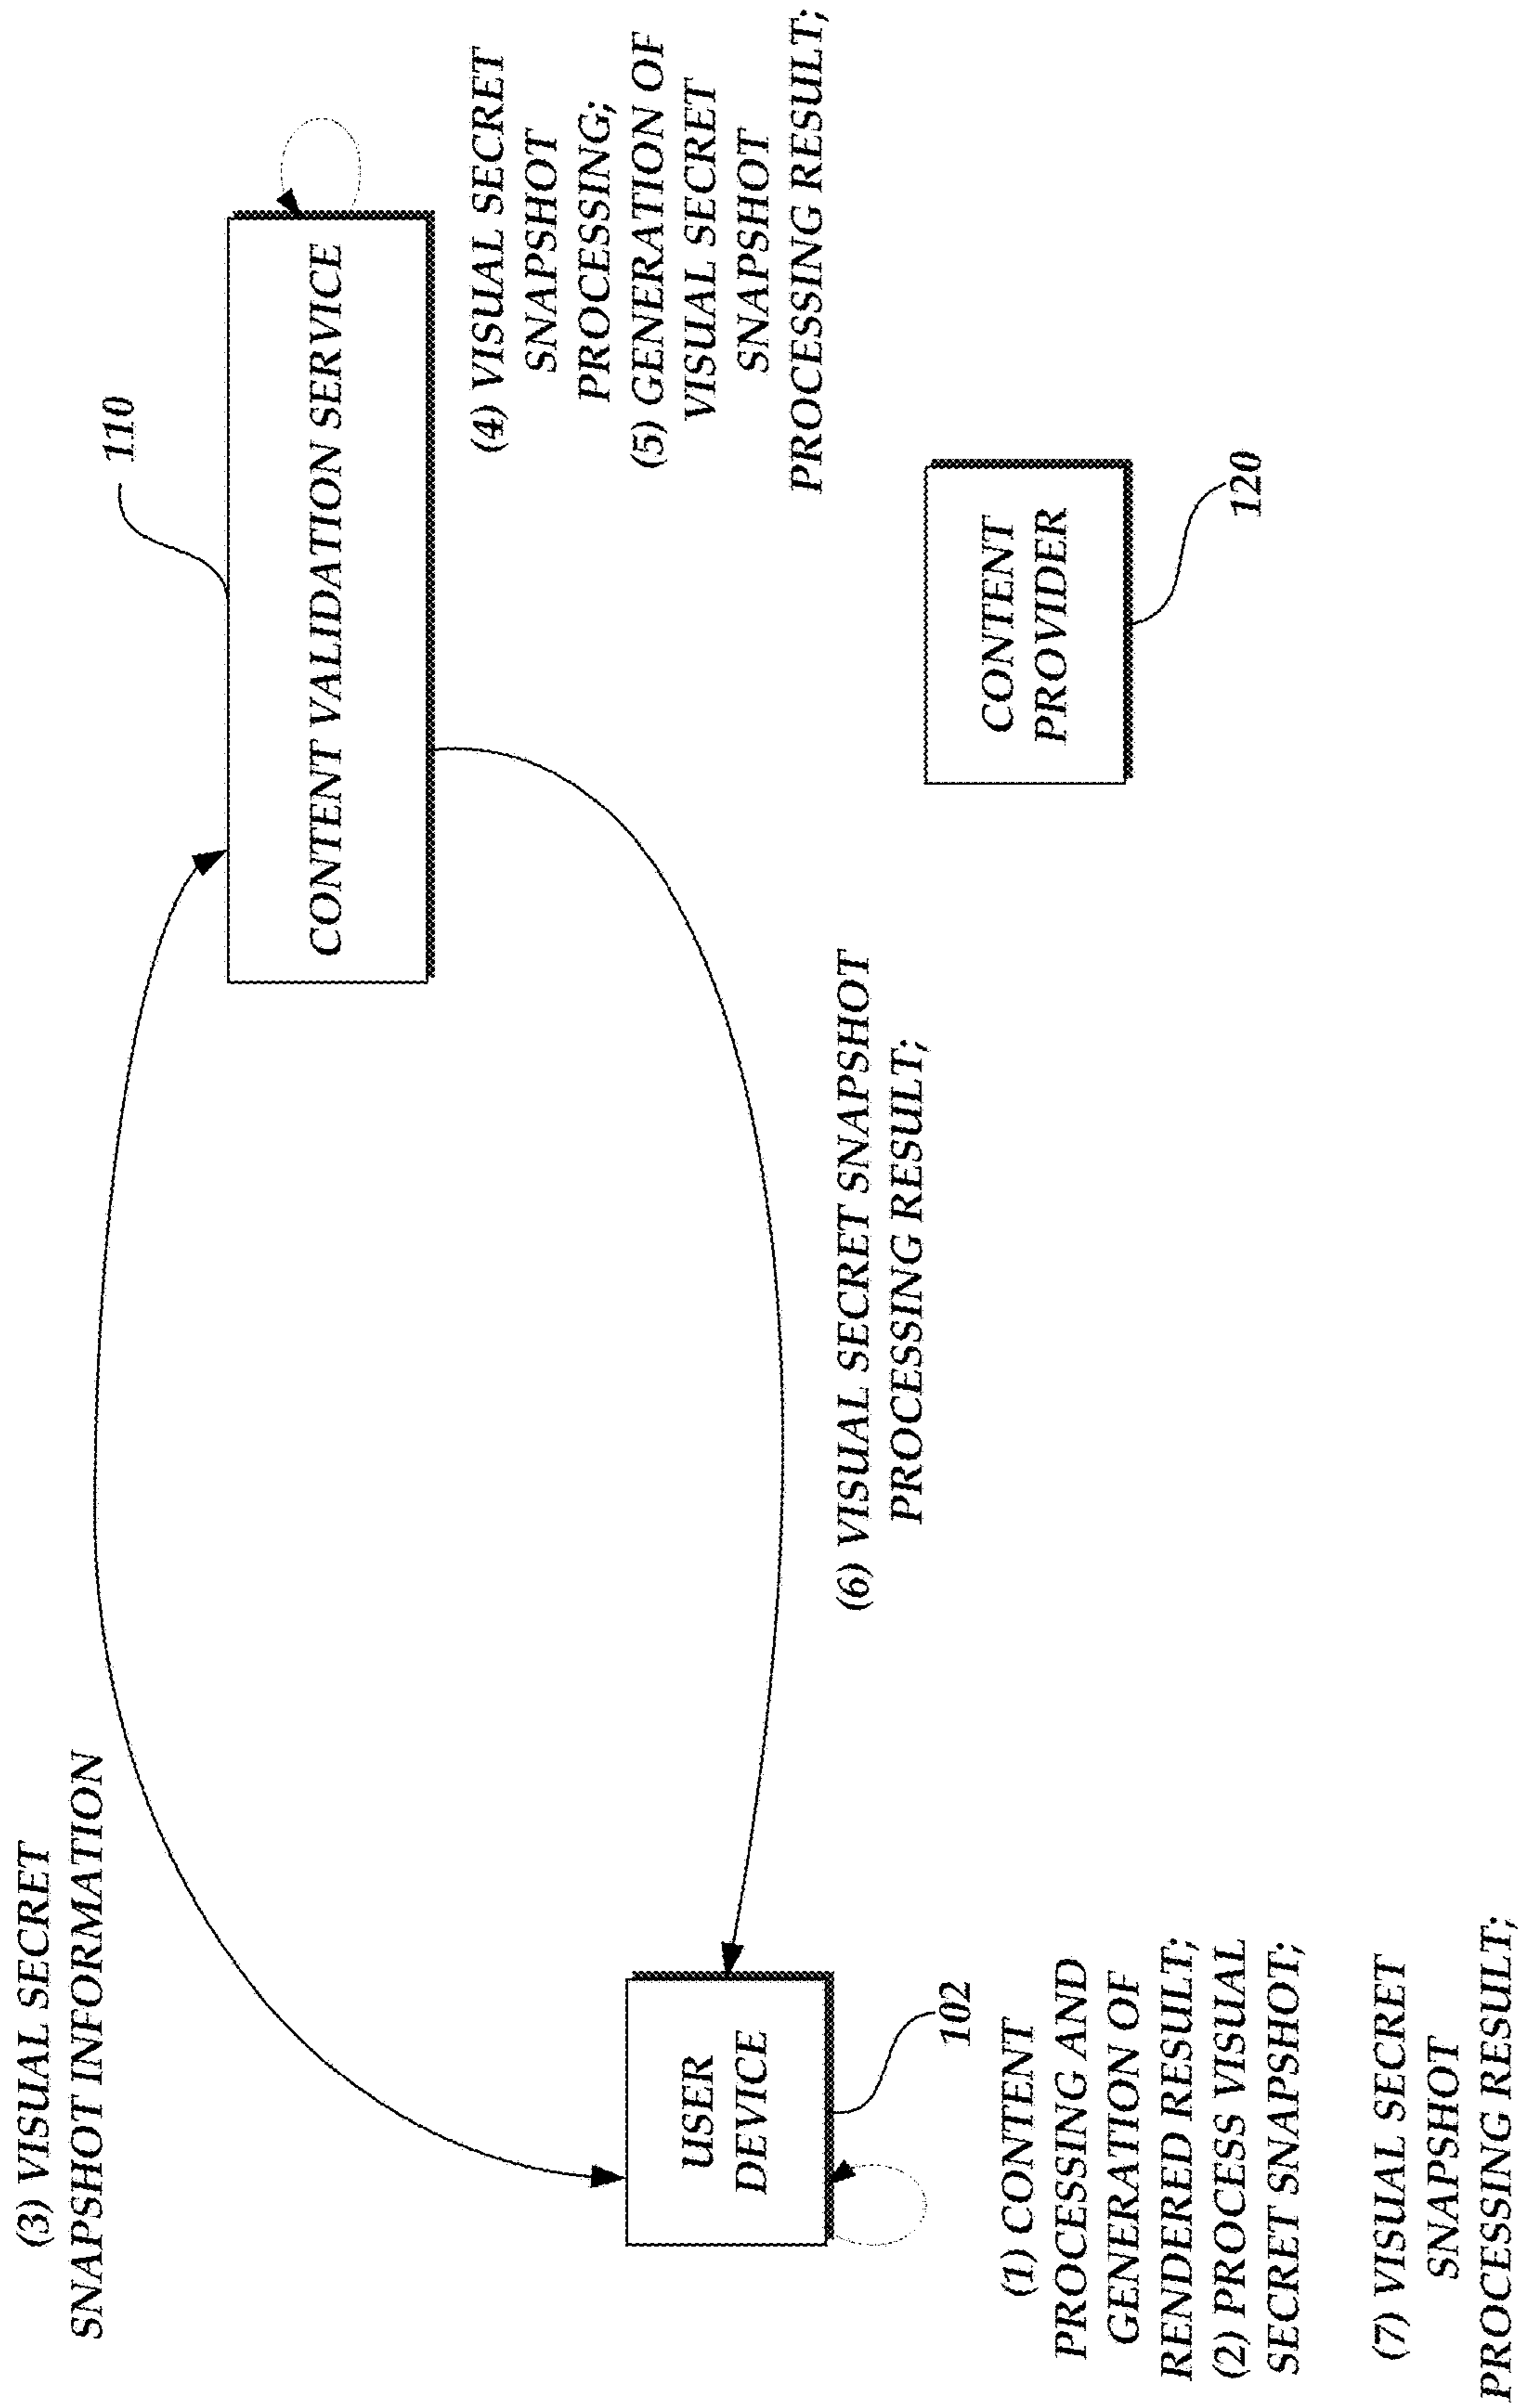 (3) VISUAL SECRET
SNAPSHOT INFORMATION
110
CONTENT VALIDATION SERVICE
(4) VISUAL SECRET
SNAPSHOT
PROCESSING;
(5) GENERATION OF
VISUAL SECRET
SNAPSHOT
PROCESSING RESULT;
USER
DEVICE
102
(6) VISUAL SECRET SNAPSHOT
PROCESSING RESULT;
CONTENT
PROVIDER
120
(1) CONTENT
PROCESSING AND
GENERATION OF
RENDERED RESULT;
(2) PROCESS VISUAL
SECRET SNAPSHOT;
(7) VISUAL SECRET
SNAPSHOT
PROCESSING RESULT;